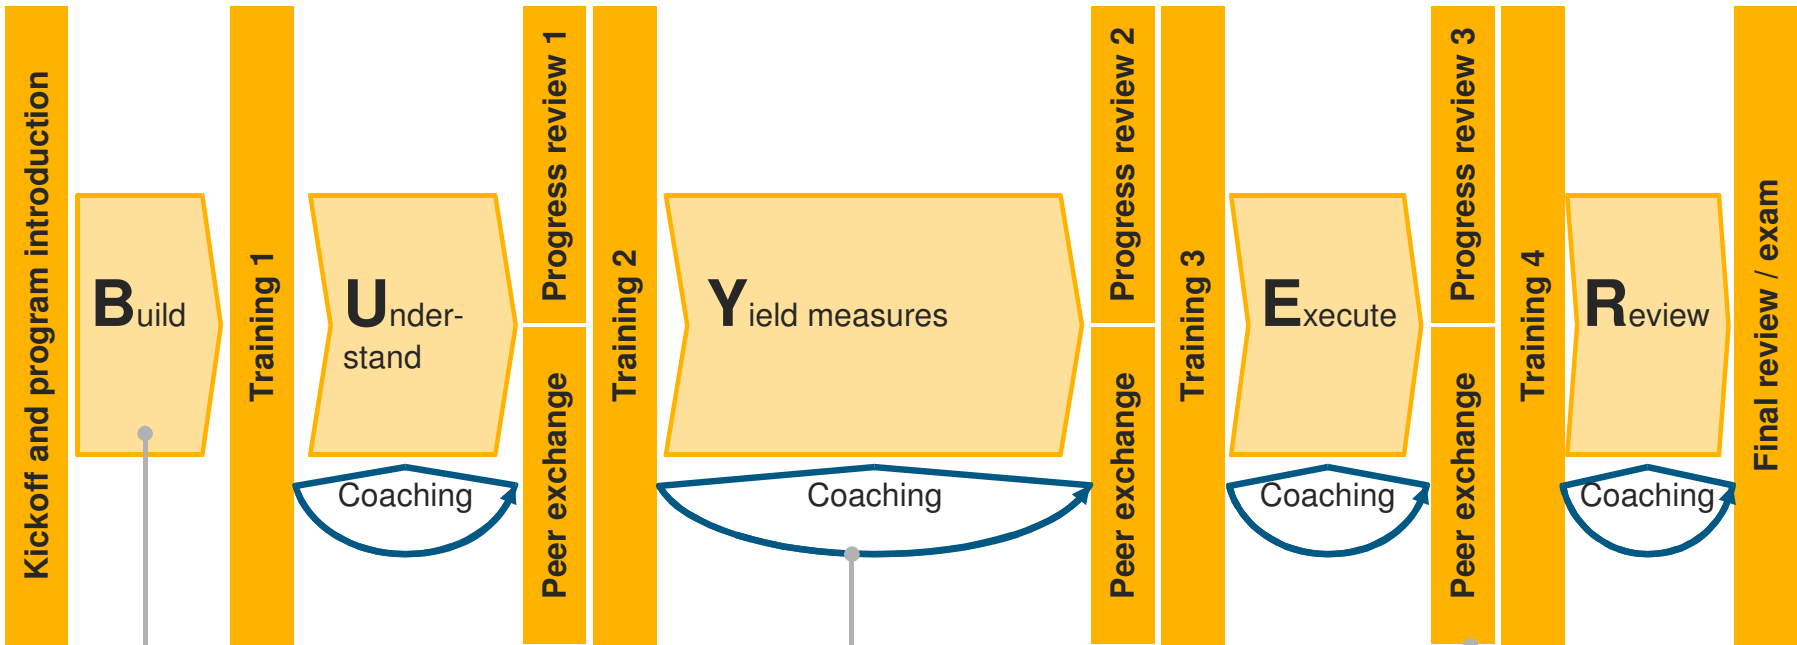 Kickoff and program introduction
Build
Training 1
Under-
stand
Coaching
Progress review 1
Peer exchange
Training 2
Yield measures
Coaching
Progress review 2
Peer exchange
Training 3
Execute
Coaching
Progress review 3
Peer exchange
Training 4
Review
Coaching
Final review / exam